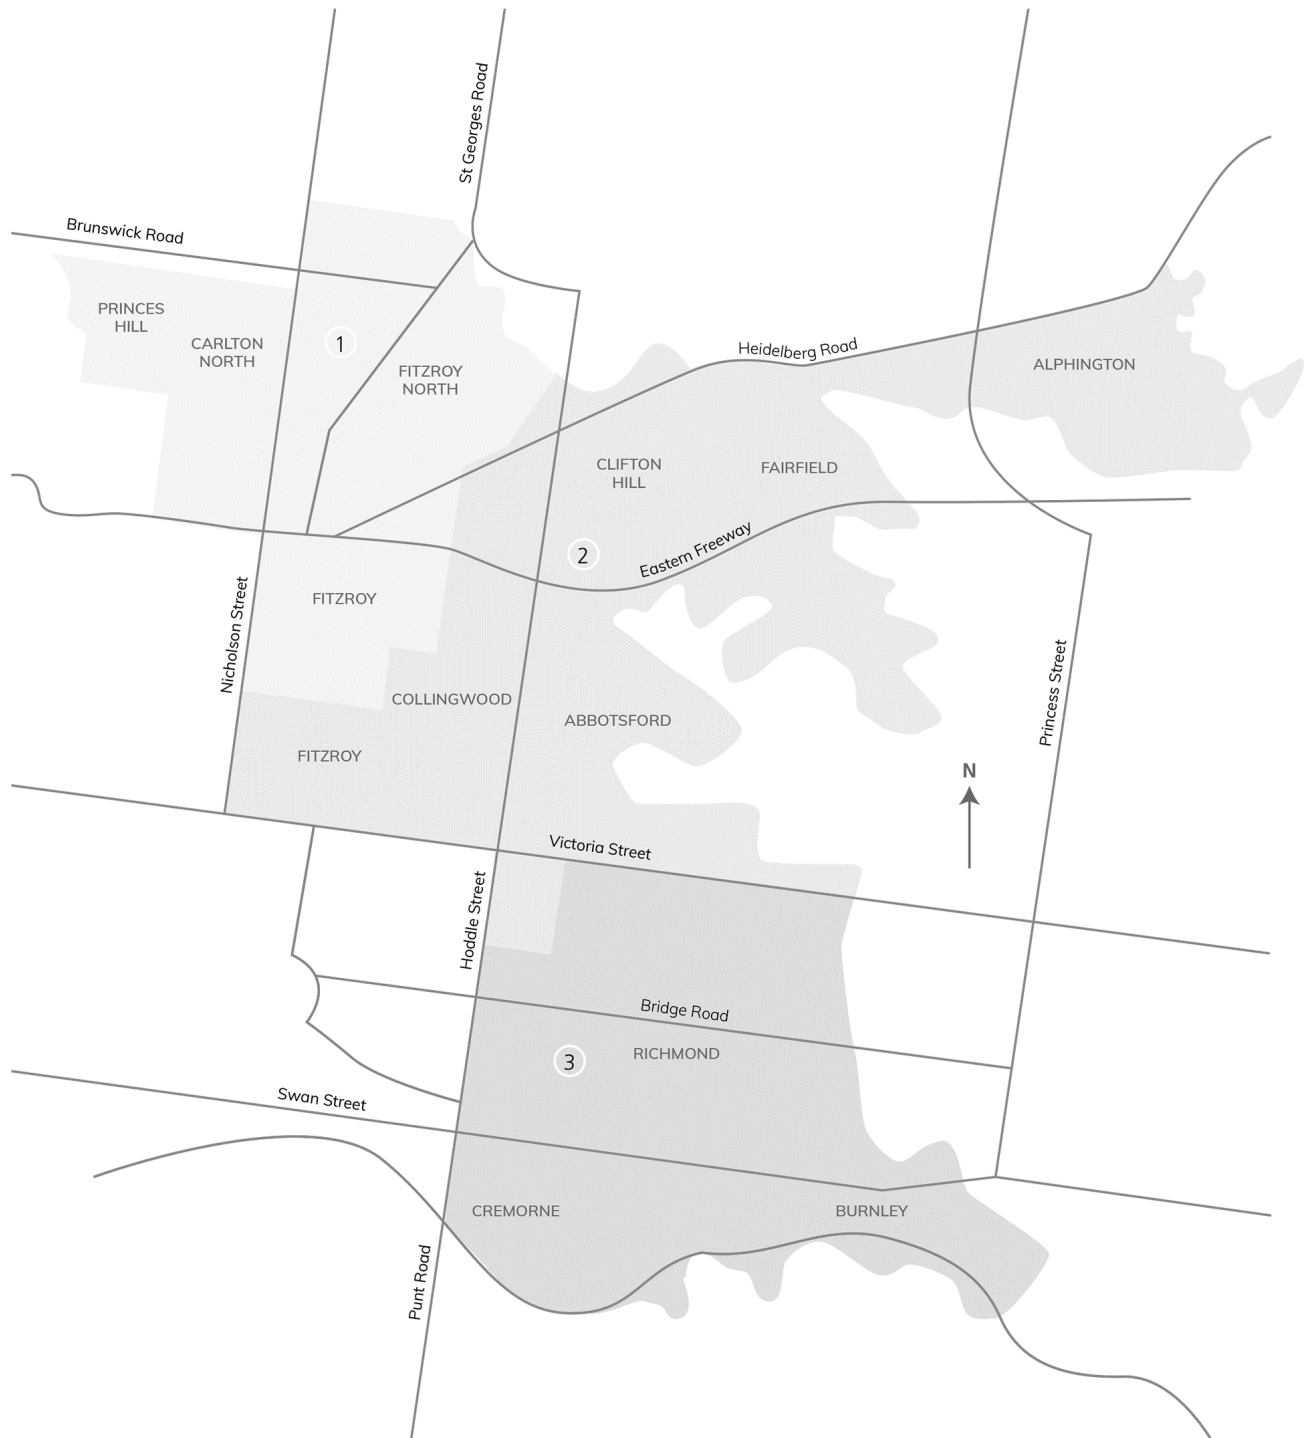 St Georges Road
Brunswick Road
PRINCES
HILL
CARLTON
NORTH
1
FITZROY
NORTH
Heidelberg Road
ALPHINGTON
CLIFTON
HILL
FAIRFIELD
2
Eastern Freeway
FITZROY
Nicholson Street
COLLINGWOOD
ABBOTSFORD
Princess Street
FITZROY
N
Victoria Street
Hoddle Street
Bridge Road
RICHMOND
3
Swan Street
CREMORNE
BURNLEY
Punt Road